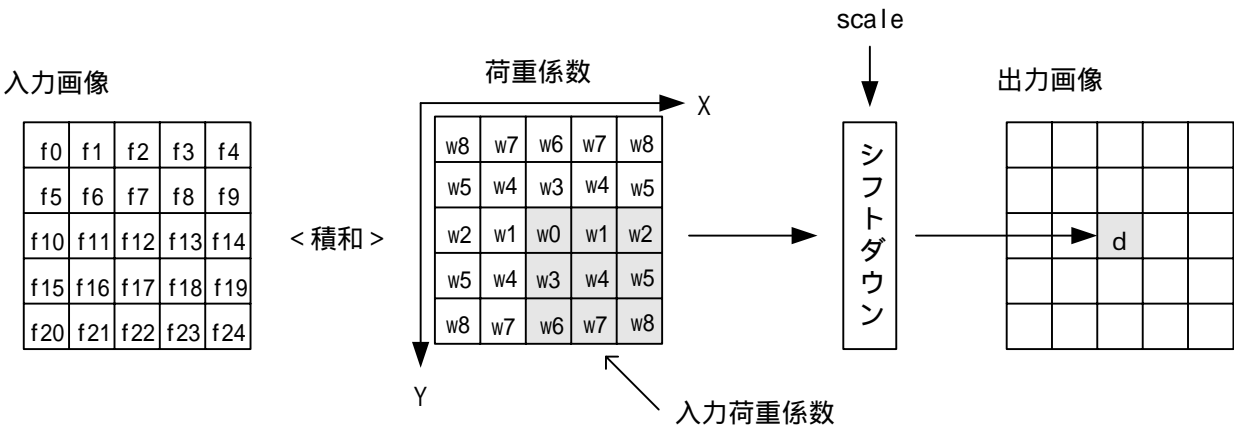 scale
入力画像
荷重係数
出力画像
X
f0 f1 f2 f3 f4
f5 f6 f7 f8 f9
f10 f11 f12 f13 f14
f15 f16 f17 f18 f19
f20 f21 f22 f23 f24
<積和>
w8 w7 w6 w7 w8
w5 w4 w3 w4 w5
w2 w1 w0 w1 w2
w5 w4 w3 w4 w5
w8 w7 w6 w7 w8
Y
入力荷重係数
シフトダウン
d